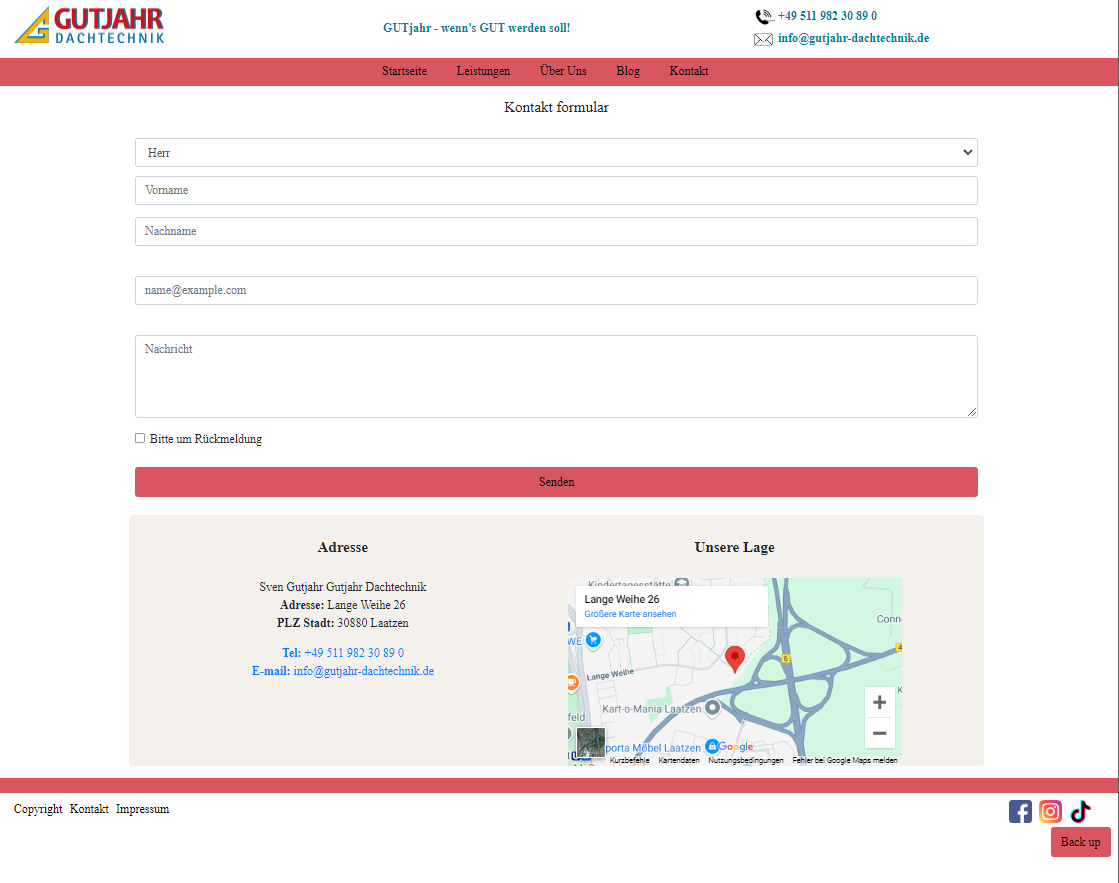 GUTJAHR
DACHTECHNIK
GUTjahr - wenn's GUT werden soll!
+49 511 982 30 89 0
info@gutjahr-dachtechnik.de
Startseite Leistungen Über Uns Blog Kontakt
Kontakt formular
Herr
Vorname
Nachname
name@example.com
Nachricht
Bitte um Rückmeldung
Senden
Adresse
Sven Gutjahr Gutjahr Dachtechnik
Adresse: Lange Weihe 26
PLZ Stadt: 30880 Laatzen
Tel: +49 511 982 30 89 0
E-mail: info@gutjahr-dachtechnik.de
Unsere Lage
Kindertagesstätte
Lange Weihe 26
Größere Karte ansehen
Conn
WE
4
6
Lange Weihe
K
Kart-o-Mania Laatzen
feld
porta Möbel Laatzen
Google
Kurzbefehle Kartendaten Nutzungsbedingungen Fehler bei Google Maps melden
Copyright Kontakt Impressum
Back up